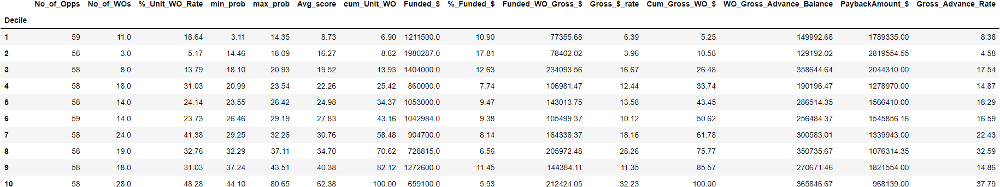 No_of_Opps No_of_WOs %_Unit_WO_Rate min_prob max_prob Avg_score cum_Unit_WO Funded_$ %_Funded_$ Funded_WO_Gross_$ Gross_$_rate Cum_Gross_WO_$ WO_Gross_Advance_Balance PaybackAmount_$ Gross_Advance_Rate
Decile
1 59 11.0 18.64 3.11 14.35 8.73 6.90 1211500.0 10.90 77355.68 6.39 5.25 149992.68 1789335.00 8.38
2 58 3.0 5.17 14.46 18.09 16.27 8.82 1980287.0 17.81 78402.02 3.96 10.58 129192.02 2819554.55 4.58
3 58 8.0 13.79 18.10 20.93 19.52 13.93 1404000.0 12.63 234093.56 16.67 26.48 358644.64 2044310.00 17.54
4 58 18.0 31.03 20.99 23.54 22.26 25.42 860000.0 7.74 106981.47 12.44 33.74 190196.47 1278970.00 14.87
5 58 14.0 24.14 23.55 26.42 24.98 34.37 1053000.0 9.47 143013.75 13.58 43.45 286514.35 1566410.00 18.29
6 59 14.0 23.73 26.46 29.19 27.83 43.16 1042984.0 9.38 105499.37 10.12 50.62 256484.37 1545856.16 16.59
7 58 24.0 41.38 29.25 32.26 30.76 58.48 904700.0 8.14 164338.37 18.16 61.78 300583.01 1339943.00 22.43
8 58 19.0 32.76 32.29 37.11 34.70 70.62 728815.0 6.56 205972.48 28.26 75.77 350735.67 1076314.35 32.59
9 58 18.0 31.03 37.24 43.51 40.38 82.12 1272600.0 11.45 144384.11 11.35 85.57 270671.46 1821554.00 14.86
10 58 28.0 48.28 44.10 80.65 62.38 100.00 659100.0 5.93 212424.05 32.23 100.00 365846.67 968139.00 37.79